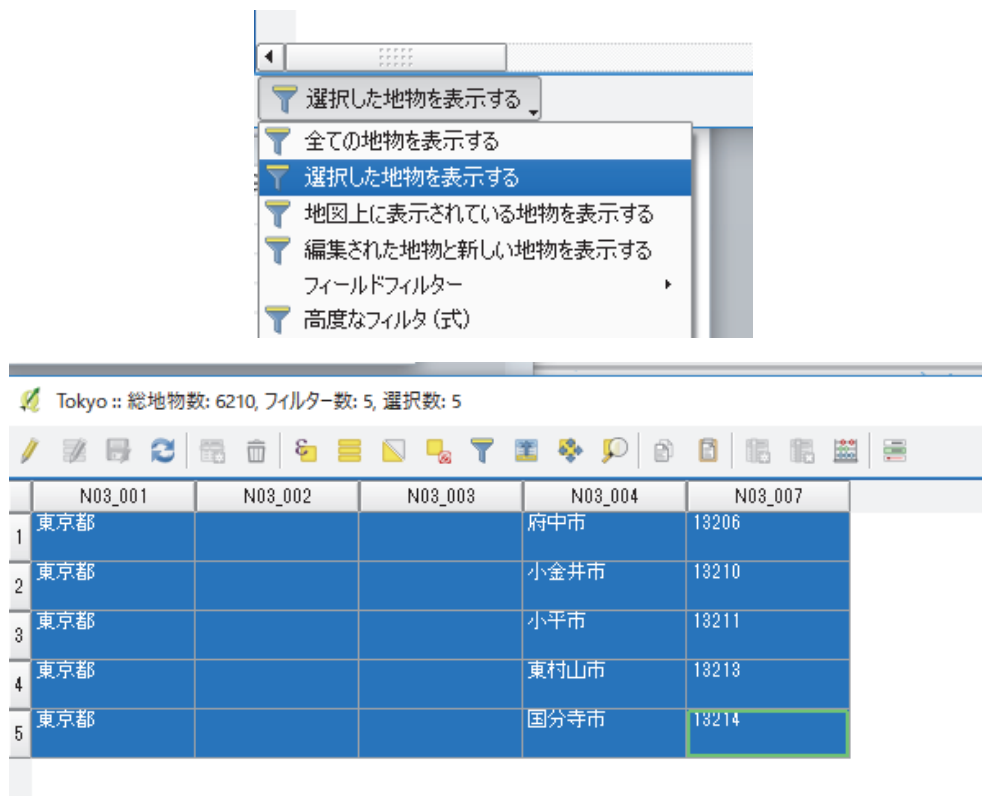 選択した地物を表示する
全ての地物を表示する
選択した地物を表示する
地図上に表示されている地物を表示する
編集された地物と新しい地物を表示する
フィールドフィルター
高度なフィルタ (式)
Tokyo :: 総地物数: 6210, フィルター数: 5, 選択数: 5
N03_001 N03_002 N03_003 N03_004 N03_007
1 東京都 府中市 13206
2 東京都 小金井市 13210
3 東京都 小平市 13211
4 東京都 東村山市 13213
5 東京都 国分寺市 13214